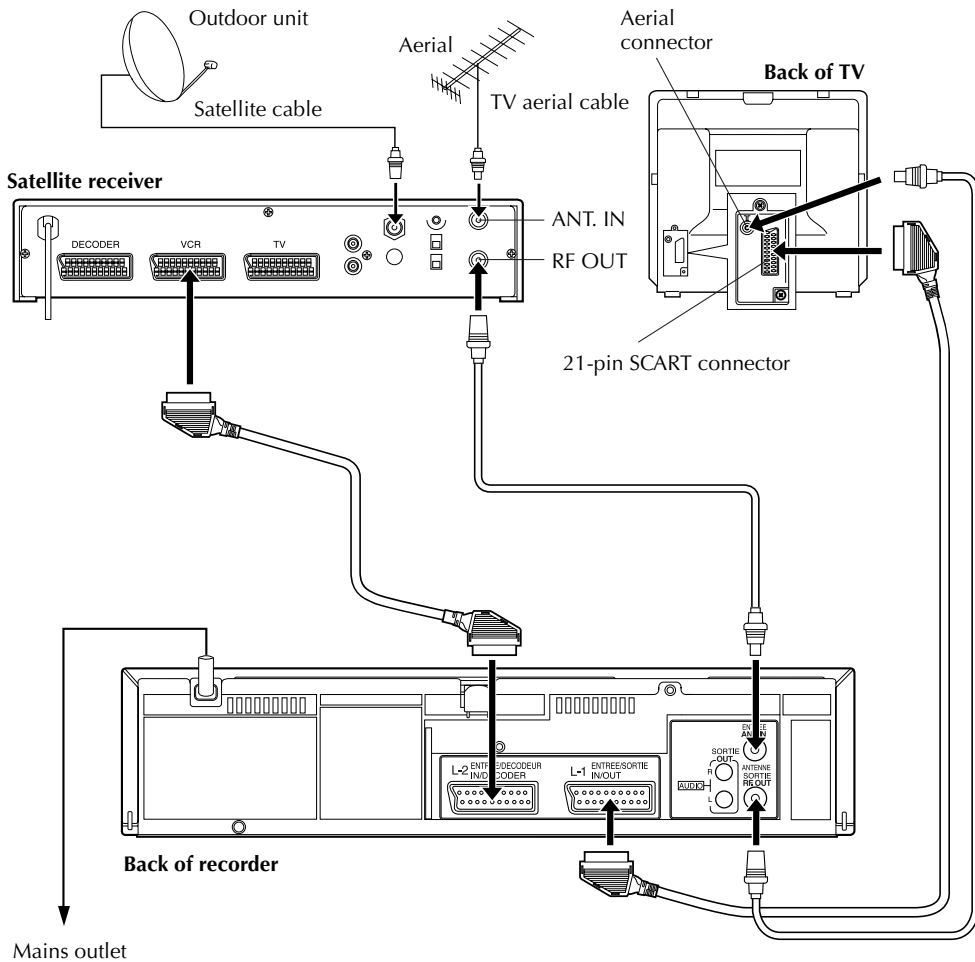 Outdoor unit
Aerial
Aerial
connector
Back of TV
Satellite cable
TV aerial cable
Satellite receiver
ANT. IN
DECODER
VCR
TV
RF OUT
21-pin SCART connector
L-2 ENTREE/DECODEUR
IN/DECODER
L-1 ENTREE/SORTIE
IN/OUT
SORTIE
OUT
R
AUDIO
L
ENTREE
ANT. IN
ANTENNE
SORTIE
RF OUT
Back of recorder
Mains outlet